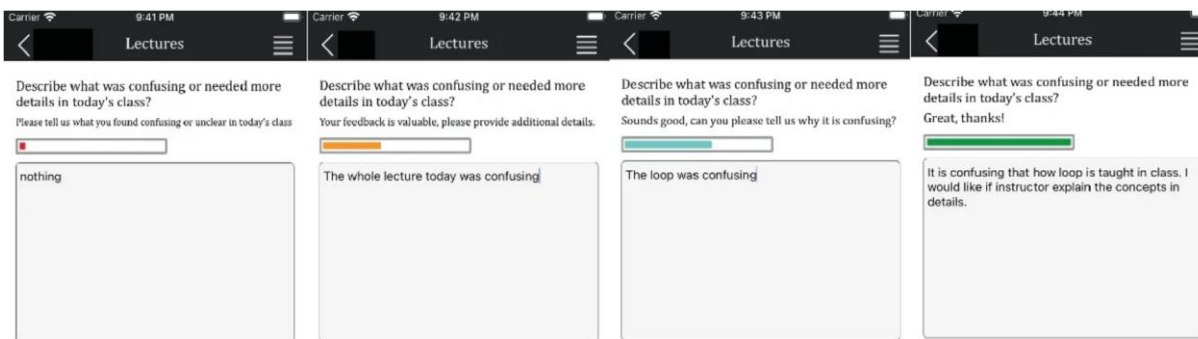 Carrier 9:41 PM
Lectures
Describe what was confusing or needed more
details in today's class?
Please tell us what you found confusing or unclear in today's class
nothing
Carrier 9:42 PM
Lectures
Describe what was confusing or needed more
details in today's class?
Your feedback is valuable, please provide additional details.
The whole lecture today was confusing
Carrier 9:43 PM
Lectures
Describe what was confusing or needed more
details in today's class?
Sounds good, can you please tell us why it is confusing?
The loop was confusing
Carrier 9:44 PM
Lectures
Describe what was confusing or needed more
details in today's class?
Great, thanks!
It is confusing that how loop is taught in class. I
would like if instructor explain the concepts in
details.